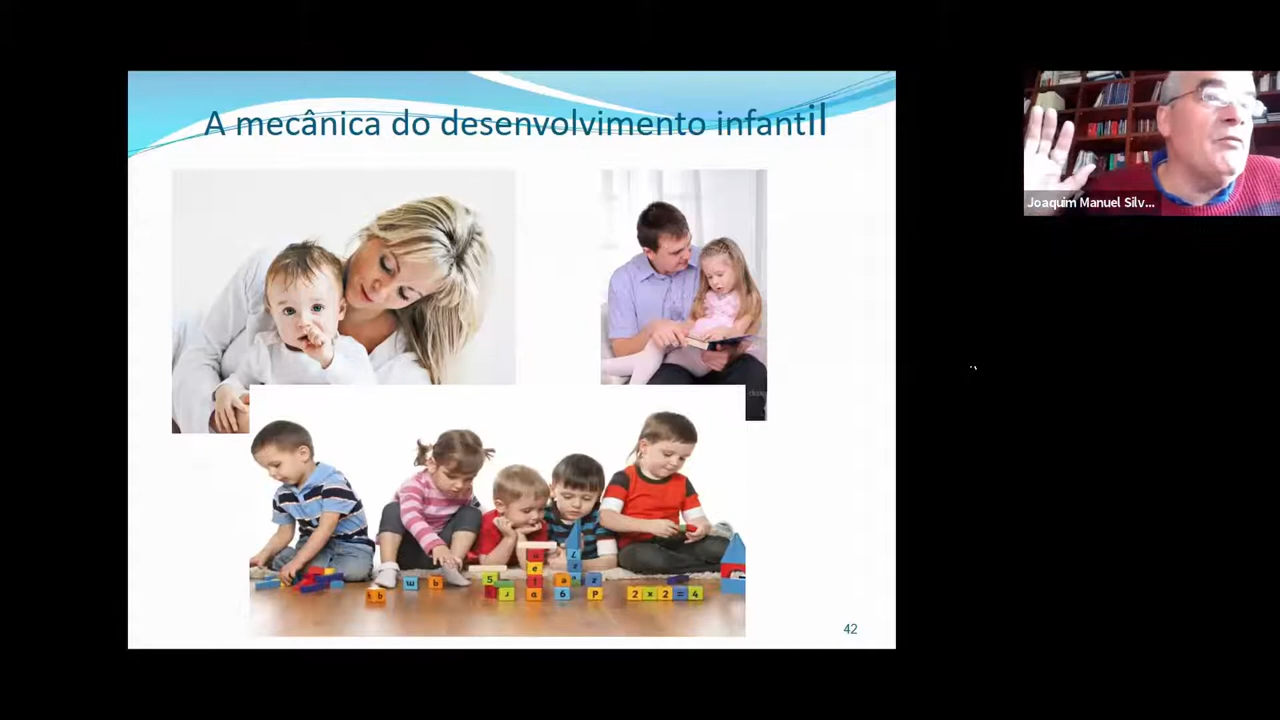 A mecânica do desenvolvimento infantil
Joaquim Manuel Silv...
2 x 2 = 4
42